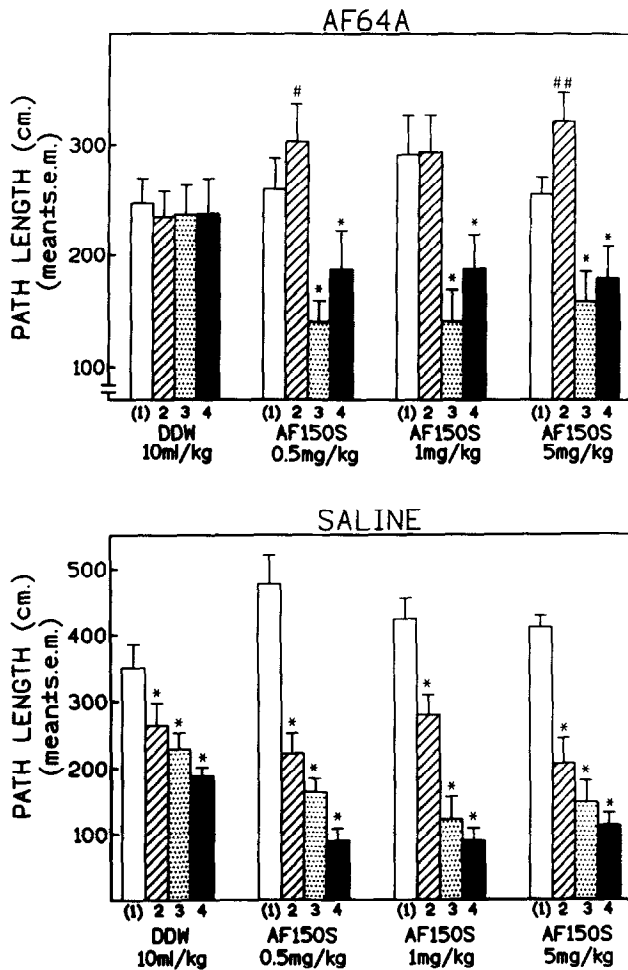 AF64A
PATH LENGTH (cm.)
(mean±s.e.m.)
300
200
100
#
*
*
*
*
##
*
*
(1) 2 3 4
(1) 2 3 4
(1) 2 3 4
(1) 2 3 4
DDW
10ml/kg
AF150S
0.5mg/kg
AF150S
1mg/kg
AF150S
5mg/kg
SALINE
PATH LENGTH (cm.)
(mean±s.e.m.)
500
400
300
200
100
*
*
*
*
*
*
*
*
*
*
*
*
(1) 2 3 4
(1) 2 3 4
(1) 2 3 4
(1) 2 3 4
DDW
10ml/kg
AF150S
0.5mg/kg
AF150S
1mg/kg
AF150S
5mg/kg